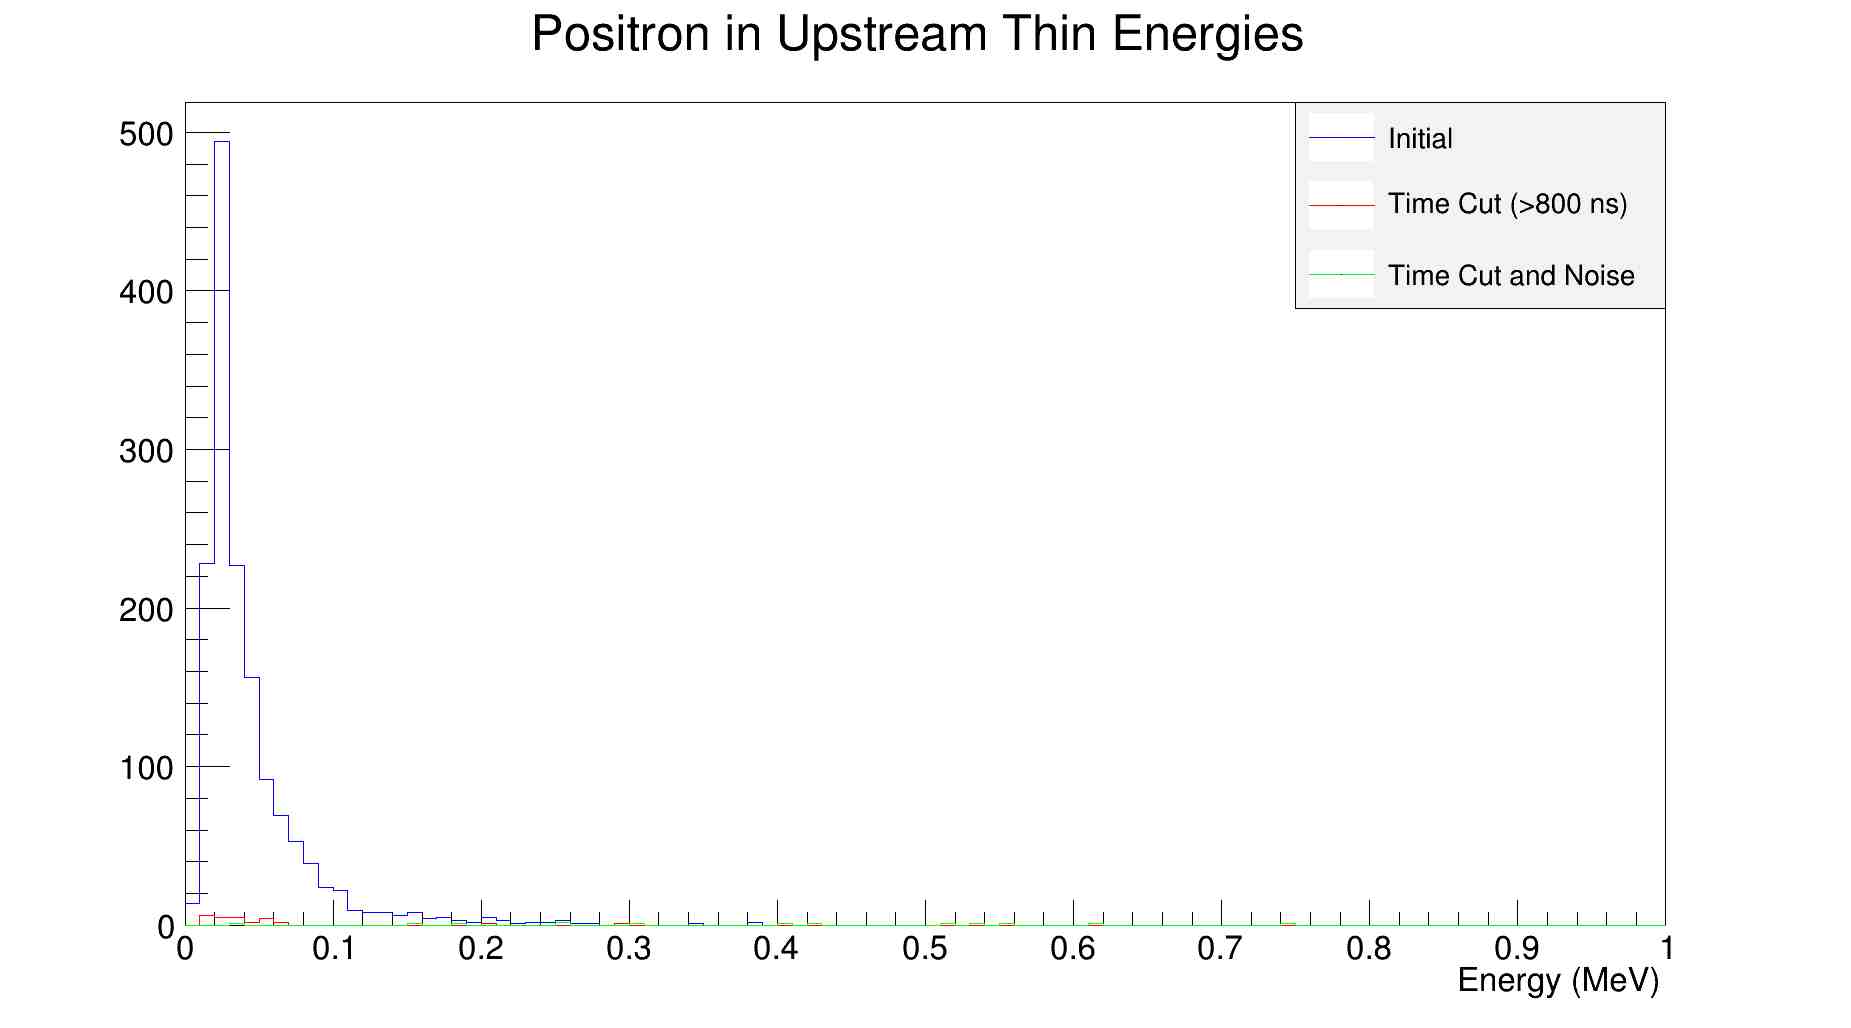 Positron in Upstream Thin Energies
Initial
Time Cut (>800 ns)
Time Cut and Noise
500
400
300
200
100
0
0 0.1 0.2 0.3 0.4 0.5 0.6 0.7 0.8 0.9 1
Energy (MeV)